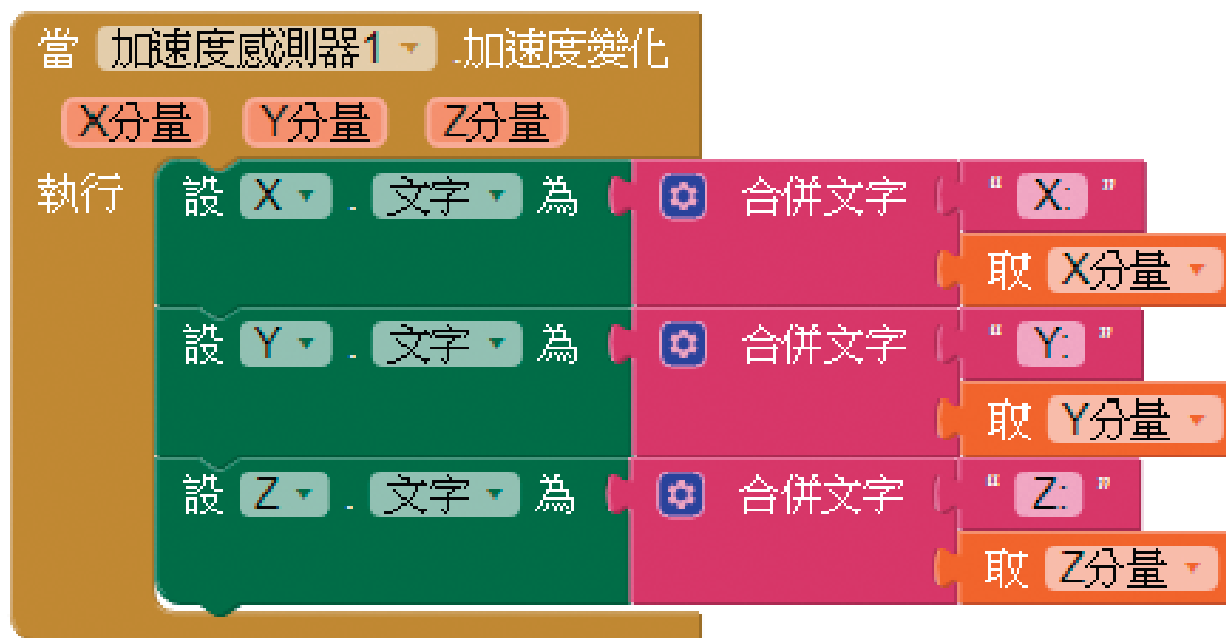 當 加速度感測器1 .加速度變化
X分量 Y分量 Z分量
執行 設 X . 文字 為 合併文字 " X: "
取 X分量
設 Y . 文字 為 合併文字 " Y: "
取 Y分量
設 Z . 文字 為 合併文字 " Z: "
取 Z分量